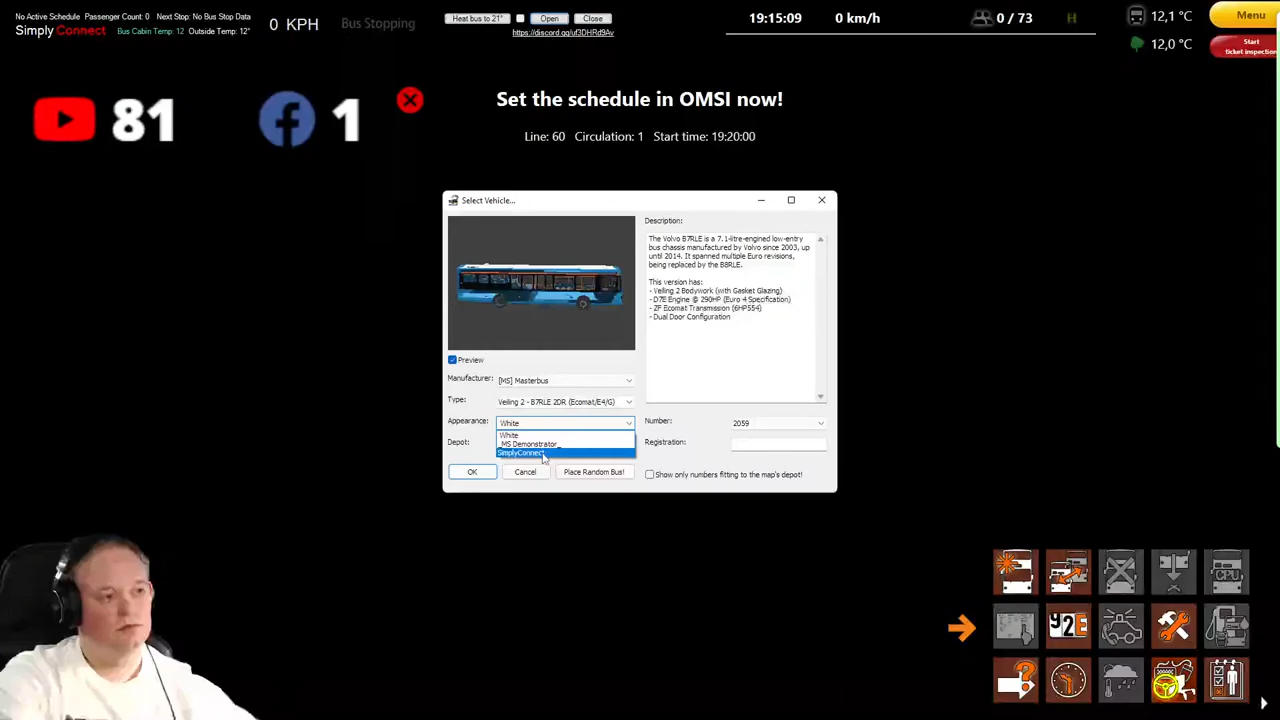 No Active Schedule Passenger Count: 0 Next Stop: No Bus Stop Data
Simply Connect Bus Cabin Temp: 12 Outside Temp: 12°
0 KPH
Bus Stopping
Heat bus to 21° Open Close
https://discord.gg/uf3DHRd9Av
19:15:09 0 km/h 0 / 73 H
12,1 °C
12,0 °C
Menu
Start
ticket inspection
81
1
Set the schedule in OMSI now!
Line: 60 Circulation: 1 Start time: 19:20:00
Select Vehicle...
Description:
The Volvo B7RLE is a 7.1-litre-engined low-entry
bus chassis manufactured by Volvo since 2003, up
until 2014. It spanned multiple Euro revisions,
being replaced by the B8RLE.
This version has:
- Veiling 2 Bodywork (with Gasket Glazing)
- D7E Engine @ 290HP (Euro 4 Specification)
- ZF Ecomat Transmission (6HP554)
- Dual Door Configuration
Preview
Manufacturer: [MS] Masterbus
Type: Veiling 2 - B7RLE 2DR (Ecomat/E4/G)
Appearance: White
White
_MS Demonstrator_
SimplyConnect
Depot:
Number: 2059
Registration:
OK Cancel Place Random Bus!
Show only numbers fitting to the map's depot!
CPU
92E